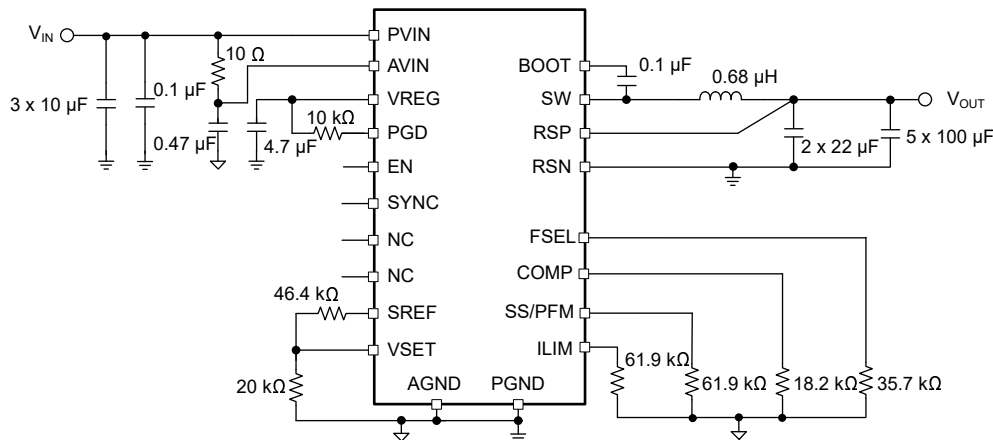 VIN
PVIN
10 Ω
AVIN
BOOT
0.1 µF
0.68 µH
3 x 10 µF
0.1 µF
VREG
SW
VOUT
10 kΩ
0.47 µF
4.7 µF
PGD
RSP
2 x 22 µF
5 x 100 µF
EN
RSN
SYNC
NC
FSEL
NC
COMP
46.4 kΩ
SREF
SS/PFM
VSET
ILIM
20 kΩ
AGND
PGND
61.9 kΩ
61.9 kΩ
18.2 kΩ
35.7 kΩ